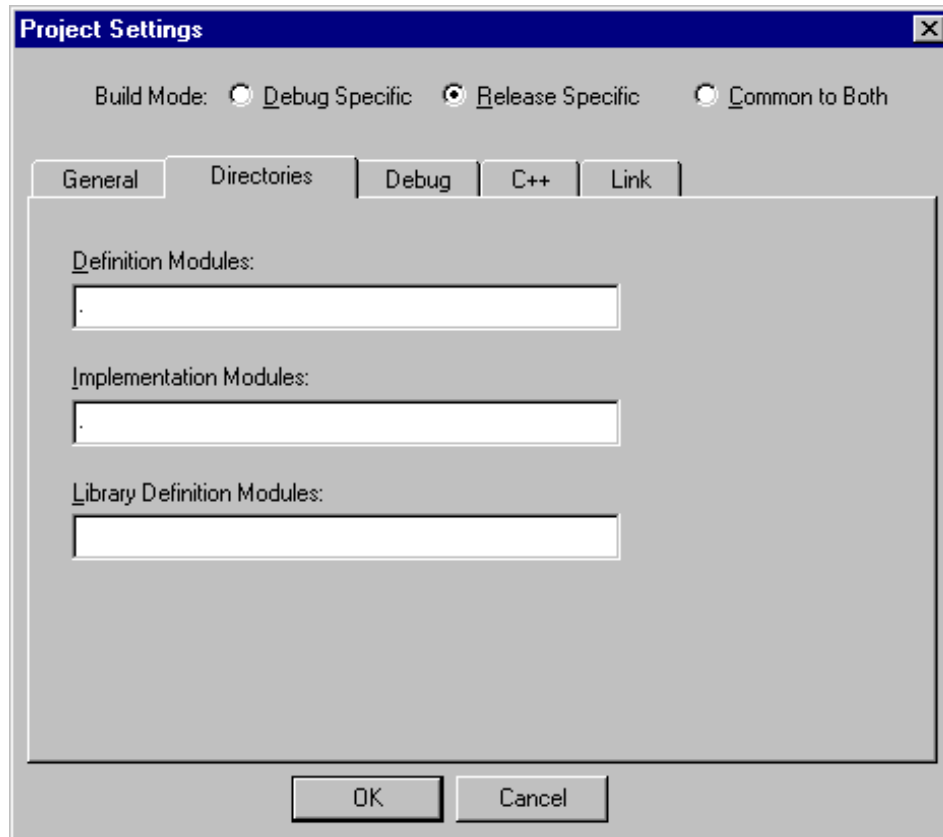 Project Settings
Build Mode: Debug Specific Release Specific Common to Both
General Directories Debug C++ Link
Definition Modules:
.
Implementation Modules:
.
Library Definition Modules:
OK Cancel